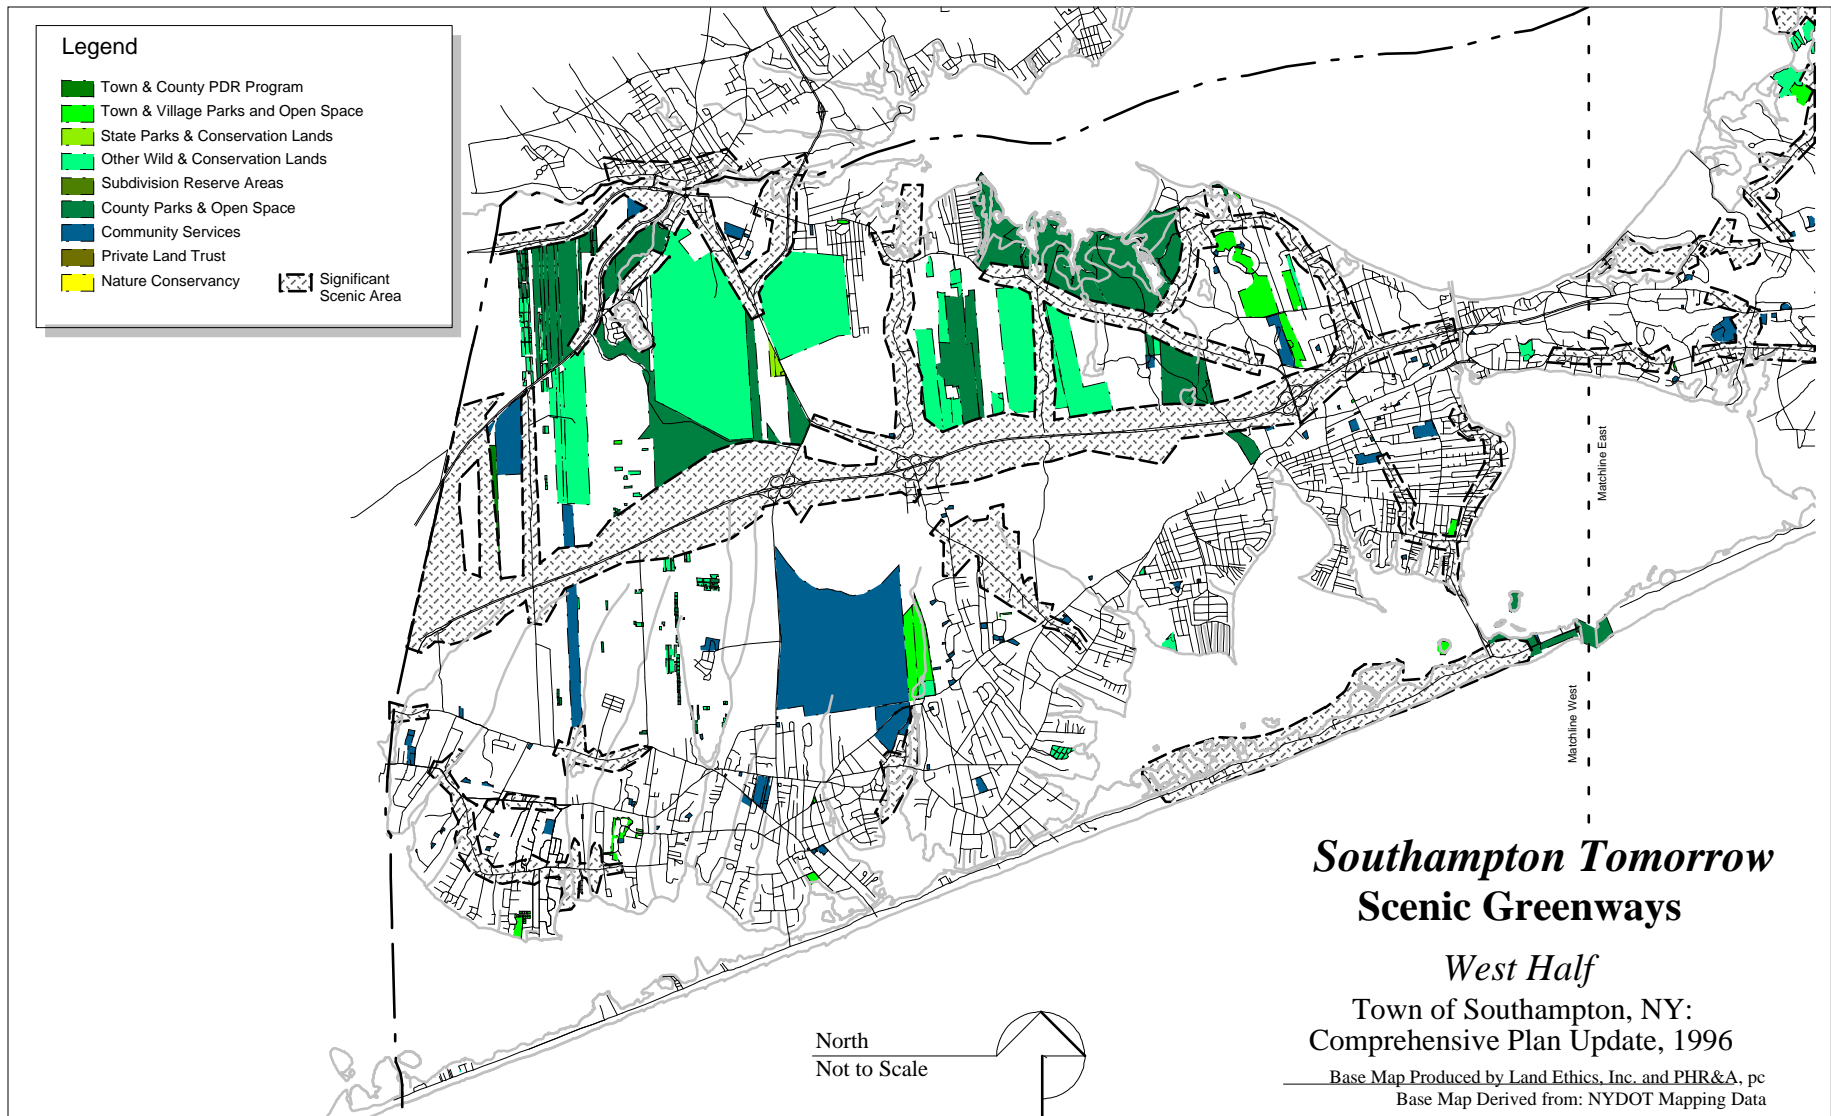 Legend
Town & County PDR Program
Town & Village Parks and Open Space
State Parks & Conservation Lands
Other Wild & Conservation Lands
Subdivision Reserve Areas
County Parks & Open Space
Community Services
Private Land Trust
Nature Conservancy
Significant
Scenic Area
Matchline East
Matchline West
Southampton Tomorrow
Scenic Greenways
West Half
Town of Southampton, NY:
Comprehensive Plan Update, 1996
Base Map Produced by Land Ethics, Inc. and PHR&A, pc
Base Map Derived from: NYDOT Mapping Data
North
Not to Scale